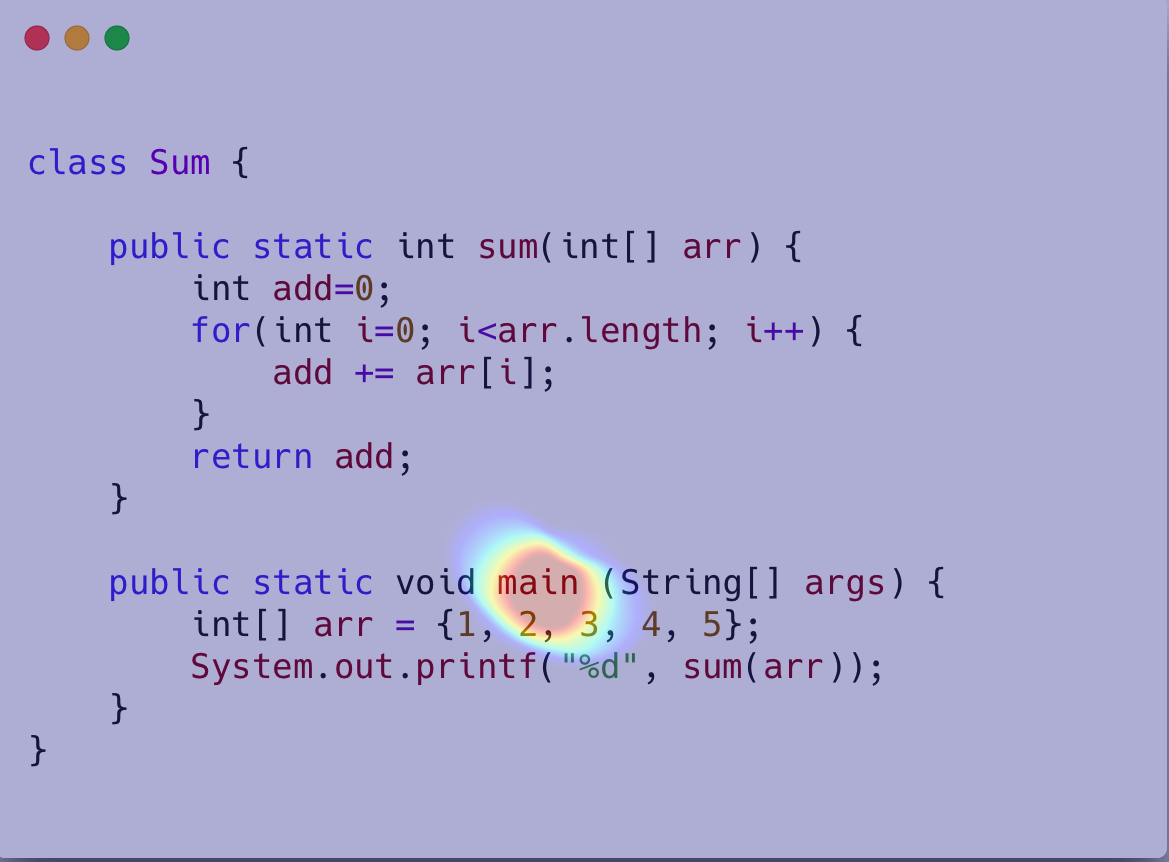 class Sum {
    public static int sum(int[] arr) {
        int add=0;
        for(int i=0; i<arr.length; i++) {
            add += arr[i];
        }
        return add;
    }
    public static void main (String[] args) {
        int[] arr = {1, 2, 3, 4, 5};
        System.out.printf("%d", sum(arr));
    }
}